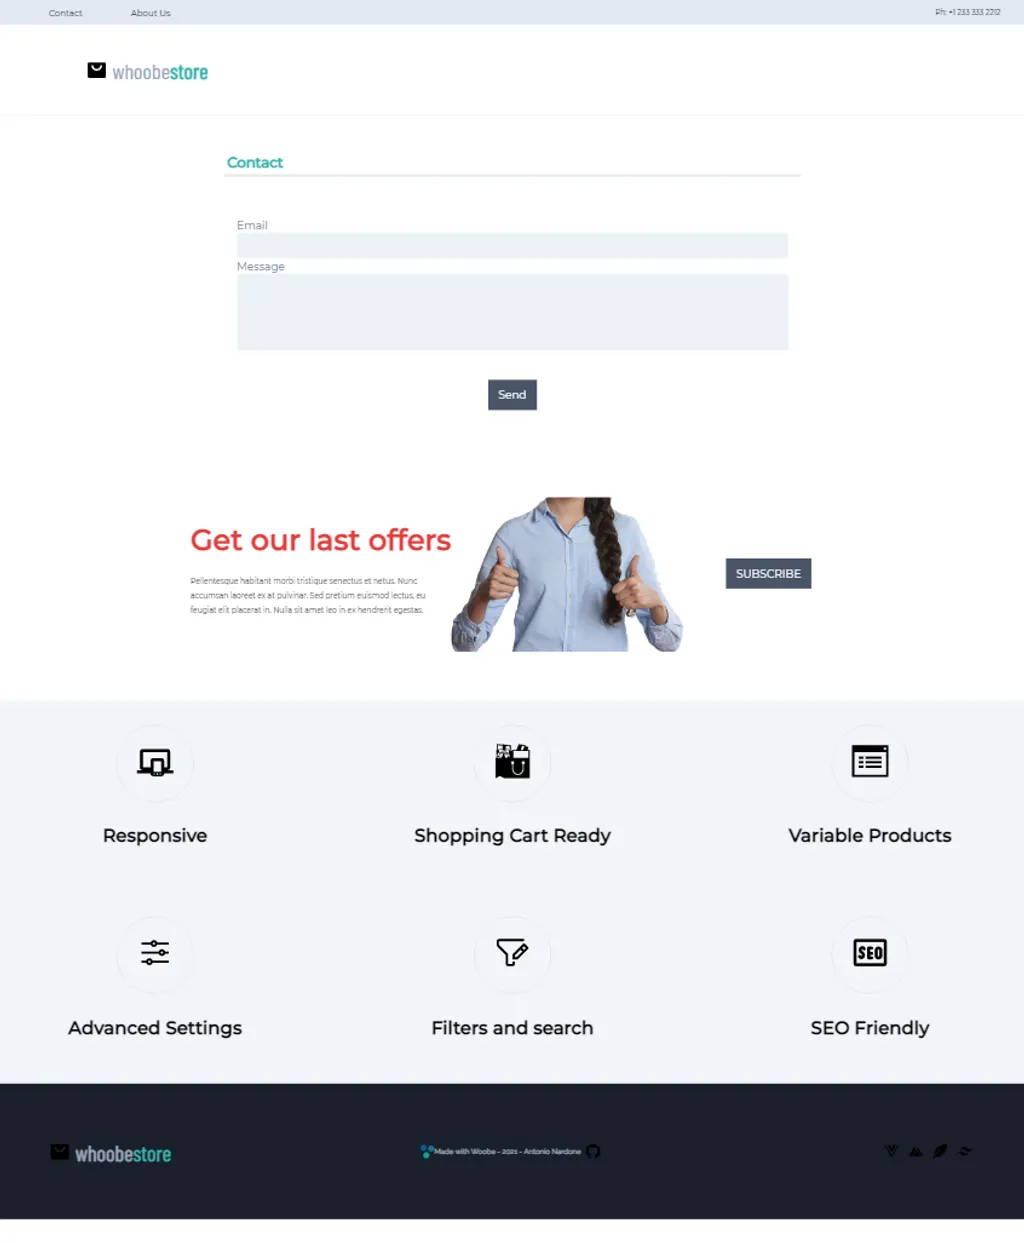 Contact
About Us
Ph: +1 233 333 2212
whoobestore
Contact
Email
Message
Send
Get our last offers
Pellentesque habitant morbi tristique senectus et netus. Nunc
accumsan laoreet ex at pulvinar. Sed pretium euismod lectus, eu
feugiat elit placerat in. Nulla sit amet leo in ex hendrerit egestas.
SUBSCRIBE
Responsive
Shopping Cart Ready
Variable Products
Advanced Settings
Filters and search
SEO
SEO Friendly
whoobestore
Made with Woobe - 2021 - Antonio Nardone